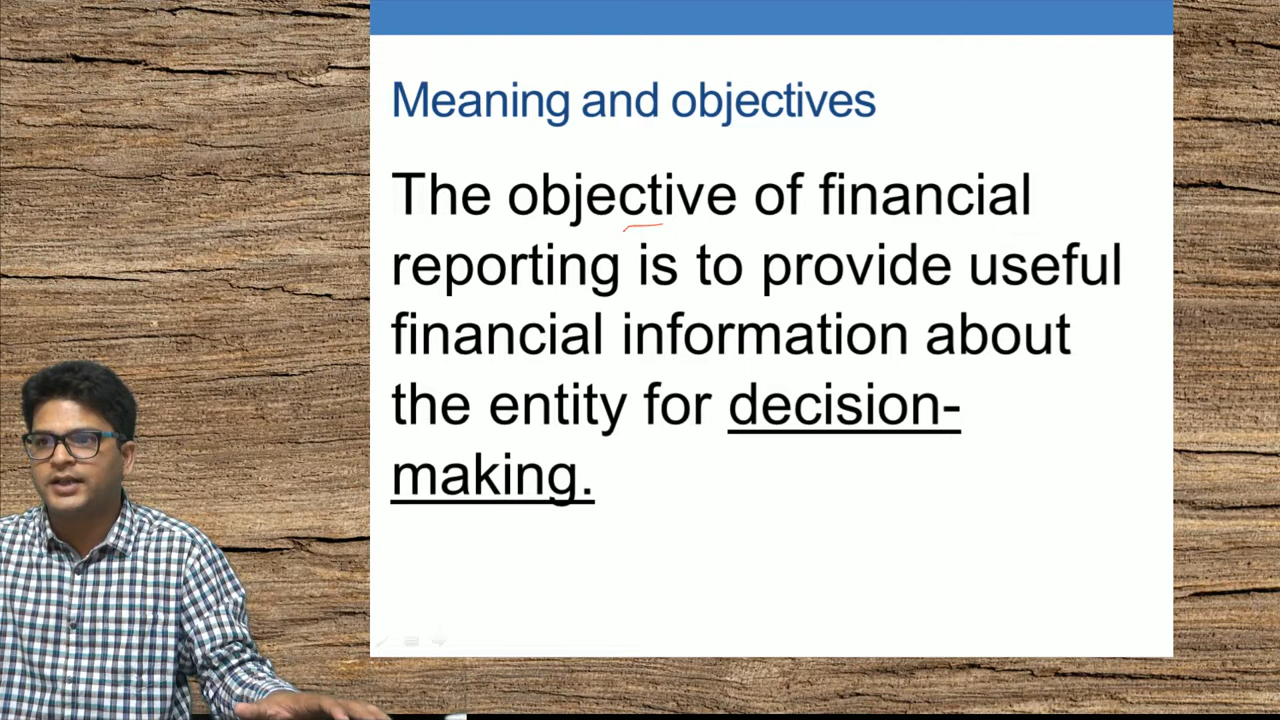 Meaning and objectives
The objective of financial
reporting is to provide useful
financial information about
the entity for decision-
making.